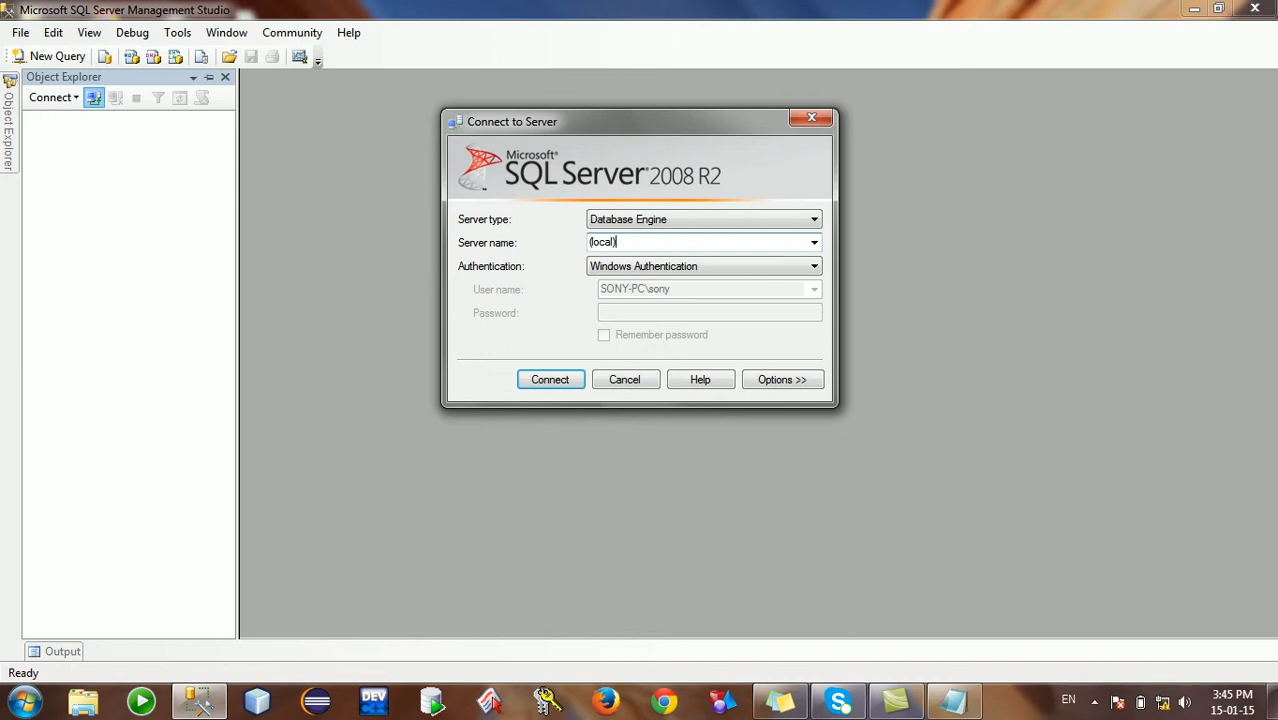 Microsoft SQL Server Management Studio
File Edit View Debug Tools Window Community Help
New Query
Object Explorer
Connect
Object Explorer
Connect to Server
Microsoft®
SQL Server® 2008 R2
Server type: Database Engine
Server name: (local)
Authentication: Windows Authentication
User name: SONY-PC\sony
Password:
Remember password
Connect Cancel Help Options >>
Output
Ready
DEV
EN
3:45 PM
15-01-15